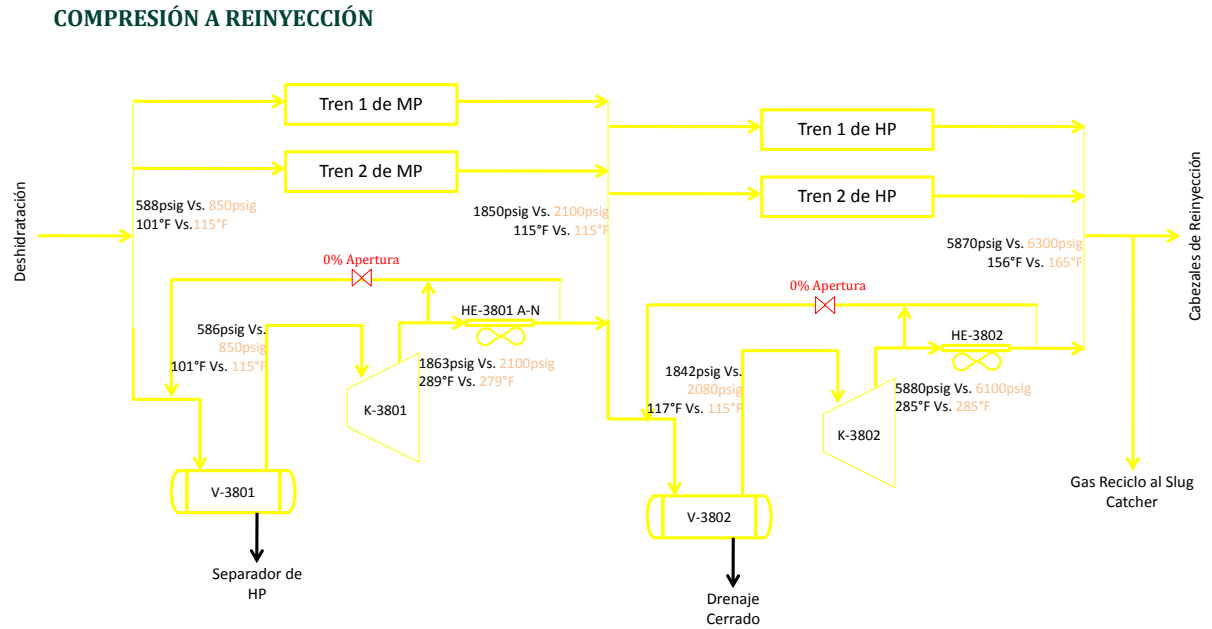 COMPRESIÓN A REINYECCIÓN
Tren 1 de MP
Tren 2 de MP
Tren 1 de HP
Tren 2 de HP
Deshidratación
588psig Vs. 850psig
101°F Vs.115°F
1850psig Vs. 2100psig
115°F Vs. 115°F
5870psig Vs. 6300psig
156°F Vs. 165°F
Cabezales de Reinyección
0% Apertura
0% Apertura
HE-3801 A-N
HE-3802
586psig Vs.
850psig
101°F Vs. 115°F
1863psig Vs. 2100psig
289°F Vs. 279°F
K-3801
1842psig Vs.
2080psig
117°F Vs. 115°F
5880psig Vs. 6100psig
285°F Vs. 285°F
K-3802
V-3801
V-3802
Gas Reciclo al Slug
Catcher
Separador de
HP
Drenaje
Cerrado